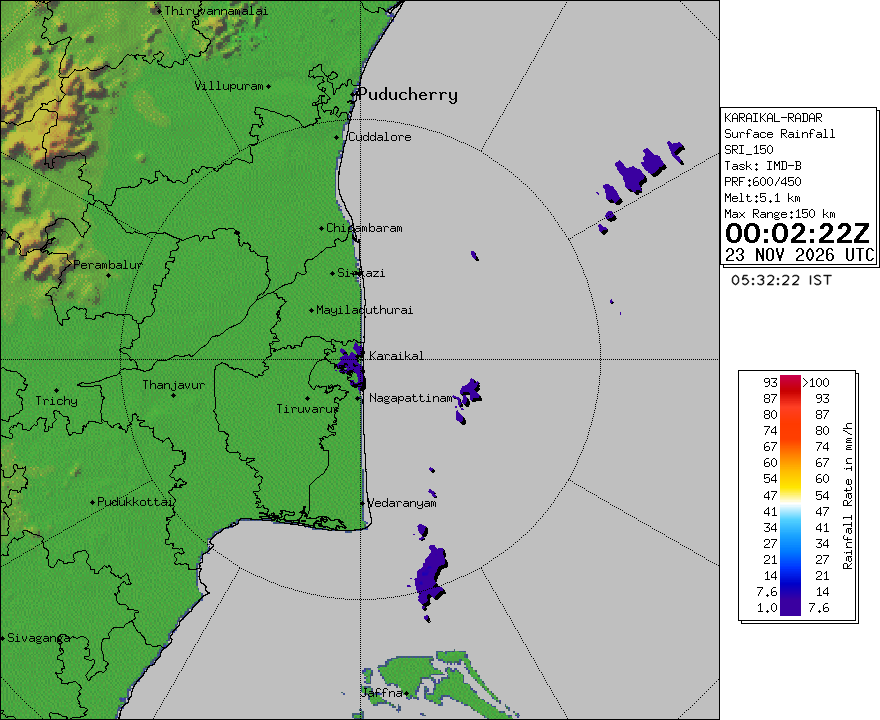 Thiruvannamalai
Villupuram
Puducherry
Cuddalore
Chidambaram
Perambalur
Sirkazi
Mayiladuthurai
Karaikal
Thanjavur
Trichy
Tiruvarur
Nagapattinam
Pudukkottai
Vedaranyam
Sivaganga
Jaffna
KARAIKAL-RADAR
Surface Rainfall
SRI_150
Task: IMD-B
PRF:600/450
Melt:5.1 km
Max Range:150 km
00:02:22Z
23 NOV 2026 UTC
05:32:22 IST
93 >100
87 93
80 87
74 80
67 74
60 67
54 60
47 54
41 47
34 41
27 34
21 27
14 21
7.6 14
1.0 7.6
Rainfall Rate in mm/h